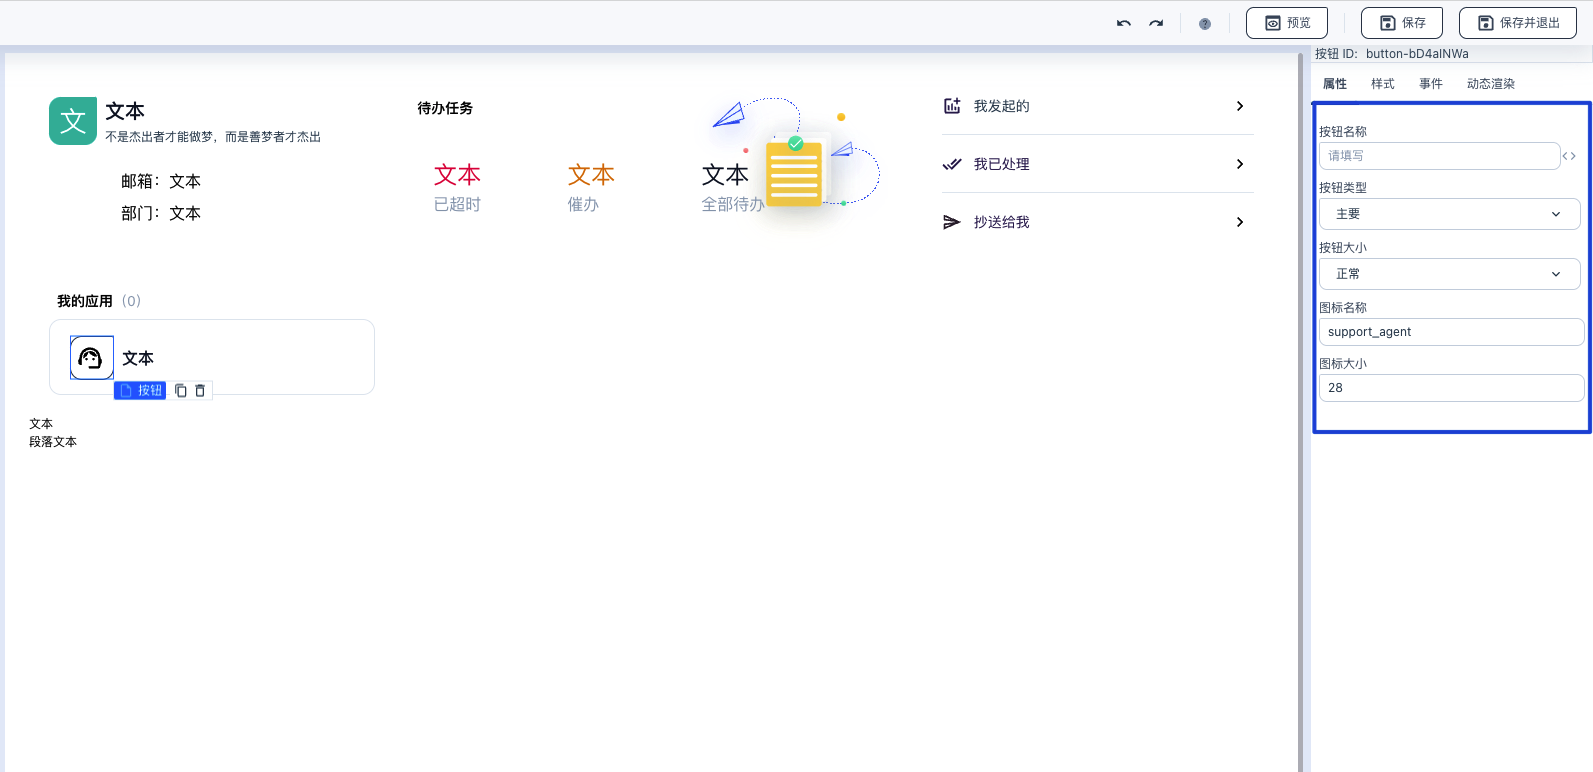 预览
保存
保存并退出
按钮 ID: button-bD4aINWa
属性 样式 事件 动态渲染
文
文本
不是杰出者才能做梦，而是善梦者才杰出
邮箱：文本
部门：文本
待办任务
文本
已超时
文本
催办
文本
全部待办
我发起的
我已处理
抄送给我
我的应用 (0)
文本
按钮
文本
段落文本
按钮名称
请填写
按钮类型
主要
按钮大小
正常
图标名称
support_agent
图标大小
28